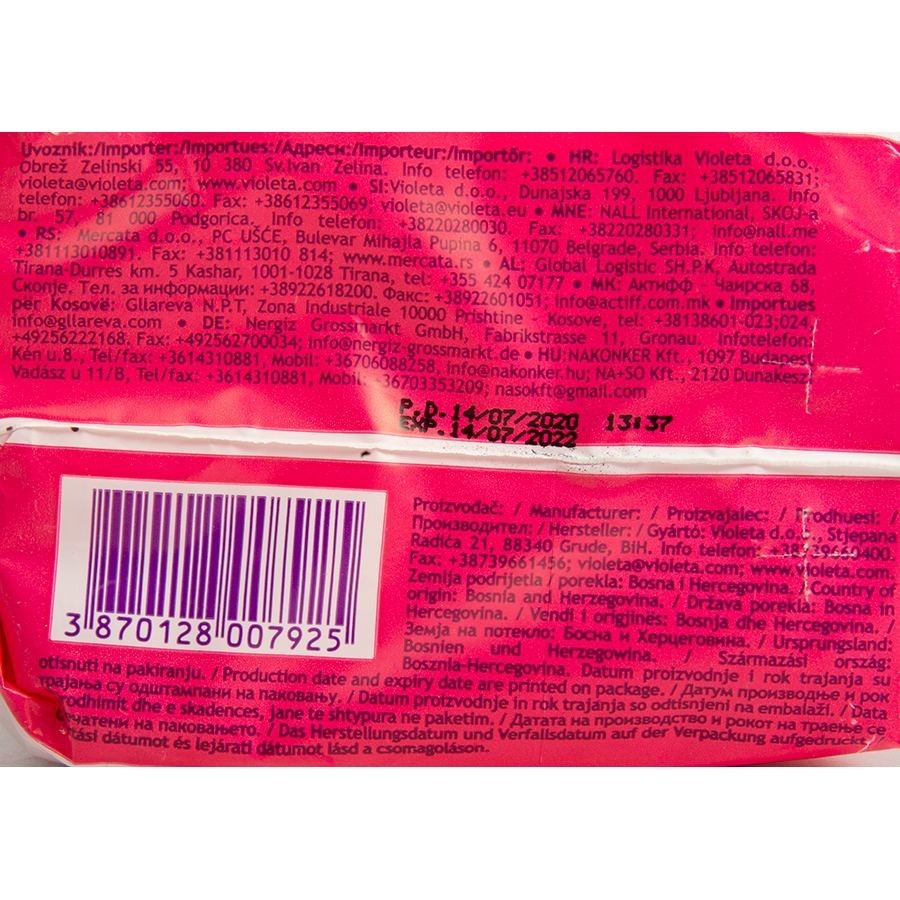 Uvoznik:/Importer:/Importues:/Адреси:/Importeur:/Importőr: • HR: Logistika Violeta d.o.o.
Obrež Zelinski 55, 10 380 Sv.Ivan Zelina. Info telefon: +38512065760. Fax: +38512065831;
violeta@violeta.com; www.violeta.com • SI:Violeta d.o.o., Dunajska 199, 1000 Ljubljana. Info
telefon: +38612355060. Fax: +38612355069; violeta@violeta.eu • MNE: NALL International, SKOJ-a
br. 57, 81 000 Podgorica. Info telefon: +38220280030. Fax: +38220280331; info@nall.me
• RS: Mercata d.o.o., PC UŠĆE, Bulevar Mihajla Pupina 6, 11070 Belgrade, Serbia. Info telefon:
+381113010891. Fax: +381113010 814; www.mercata.rs • AL: Global Logistic SH.P.K, Autostrada
Tirana-Durres km. 5 Kashar, 1001-1028 Tirana, tel: +355 424 07177 • MK: Актифф - Чаирска 68,
Скопје. Тел. за информации: +38922618200. Факс: +38922601051; info@actiff.com.mk • Importues
për Kosovë: Gllareva N.P.T, Zona Industriale 10000 Prishtine - Kosove, tel: +38138601-023;024,
info@gllareva.com • DE: Nergiz Grossmarkt GmbH, Fabrikstrasse 11, Gronau. Infotelefon:
+49256222168, Fax: +492562700034; info@nergiz-grossmarkt.de • HU:NAKONKER Kft., 1097 Budapest
Kén u.8., Tel/fax: +3614310881, Mobil: +36706088258, info@nakonker.hu; NA+SO Kft., 2120 Dunakeszi
Vadász u 11/B, Tel/fax: +3614310881, Mobil: +36703353209; nasokft@gmail.com
P.D. 14/07/2020 13:37
EXP. 14/07/2022
Proizvođač: / Manufacturer: / Proizvajalec: / Prodhuesi: /
Производител: / Hersteller: / Gyártó: Violeta d.o.o., Stjepana
Radića 21, 88340 Grude, BiH. Info telefon: +38739660400.
Fax: +38739661456; violeta@violeta.com; www.violeta.com.
Zemlja podrijetla / porekla: Bosna i Hercegovina. / Country of
origin: Bosnia and Herzegovina. / Država porekla: Bosna in
Hercegovina. / Vendi i origjinës: Bosnja dhe Hercegovina. /
Земја на потекло: Босна и Херцеговина. / Ursprungsland:
Bosnien und Herzegowina. / Származási ország:
Bosznia-Hercegovina. Datum proizvodnje i rok trajanja su
otisnuti na pakiranju. / Production date and expiry date are printed on package. / Датум производње и рок
трајања су одштампани на паковању. / Datum proizvodnje in rok trajanja so odtisnjeni na embalaži. / Data
prodhimit dhe e skadences, jane te shtypura ne paketim. / Датата на производство и рокот на траење се
печатени на пакувањето. / Das Herstellungsdatum und Verfallsdatum auf der Verpackung aufgedruckt. /
tási dátumot és lejárati dátumot lásd a csomagoláson.
3 870128 007925